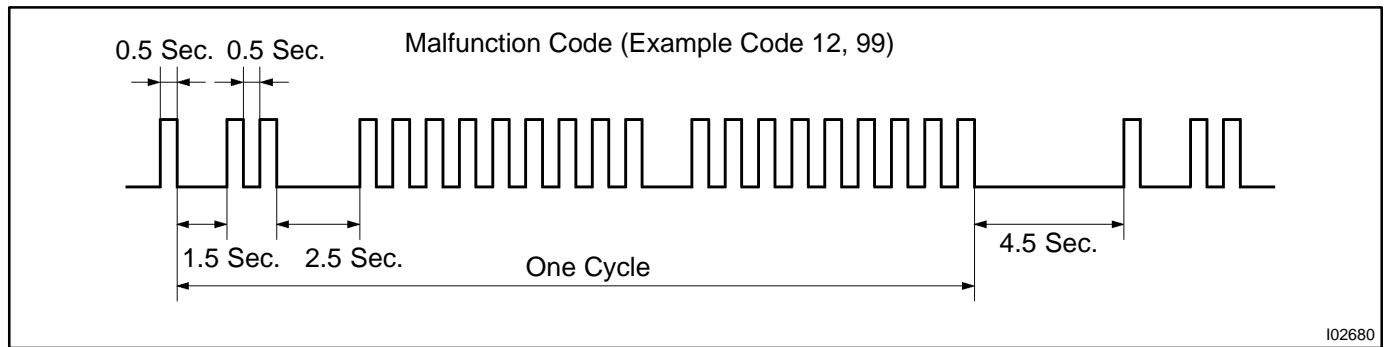 Malfunction Code (Example Code 12, 99)
0.5 Sec. 0.5 Sec.
1.5 Sec. 2.5 Sec.
4.5 Sec.
One Cycle
I02680